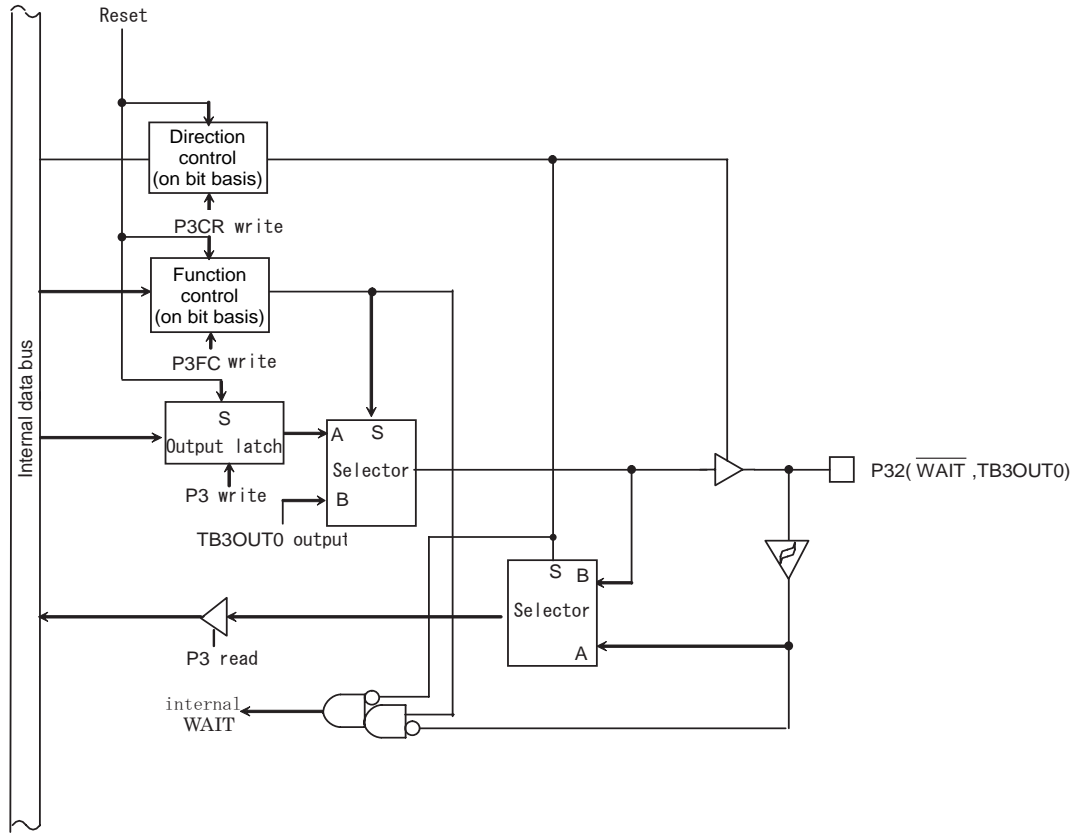 Reset
Direction
control
(on bit basis)
P3CR write
Function
control
(on bit basis)
P3FC write
Internal data bus
S
Output latch
P3 write
A
S
Selector
B
TB3OUT0 output
P32( WAIT ,TB3OUT0)
S
B
Selector
A
P3 read
internal
WAIT